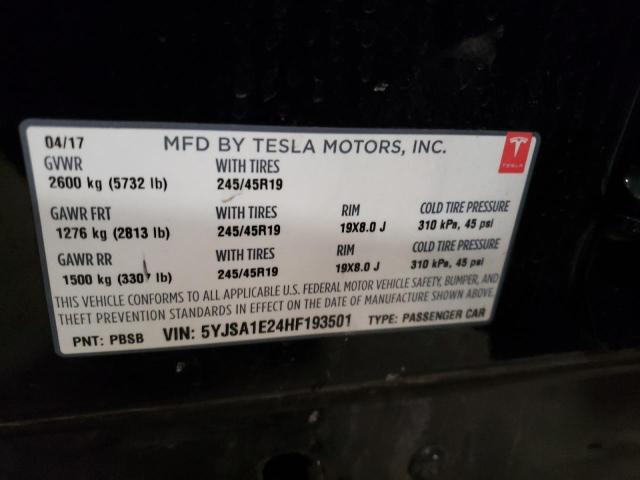 04/17 MFD BY TESLA MOTORS, INC.
TESLA
GVWR WITH TIRES
2600 kg (5732 lb) 245/45R19
GAWR FRT WITH TIRES RIM COLD TIRE PRESSURE
1276 kg (2813 lb) 245/45R19 19X8.0 J 310 kPa, 45 psi
GAWR RR WITH TIRES RIM COLD TIRE PRESSURE
1500 kg (3307 lb) 245/45R19 19X8.0 J 310 kPa, 45 psi
THIS VEHICLE CONFORMS TO ALL APPLICABLE U.S. FEDERAL MOTOR VEHICLE SAFETY, BUMPER, AND
THEFT PREVENTION STANDARDS IN EFFECT ON THE DATE OF MANUFACTURE SHOWN ABOVE.
PNT: PBSB VIN: 5YJSA1E24HF193501 TYPE: PASSENGER CAR